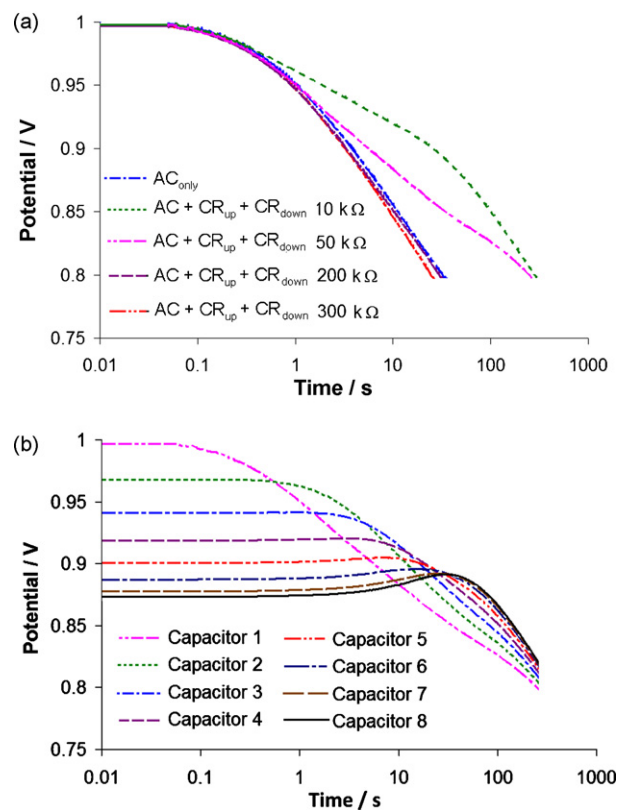 (a)
Potential / V
1
0.95
0.9
0.85
0.8
0.75
AConly
AC + CRup + CRdown 10 kΩ
AC + CRup + CRdown 50 kΩ
AC + CRup + CRdown 200 kΩ
AC + CRup + CRdown 300 kΩ
0.01 0.1 1 10 100 1000
Time / s
(b)
Potential / V
1
0.95
0.9
0.85
0.8
0.75
Capacitor 1 Capacitor 5
Capacitor 2 Capacitor 6
Capacitor 3 Capacitor 7
Capacitor 4 Capacitor 8
0.01 0.1 1 10 100 1000
Time / s